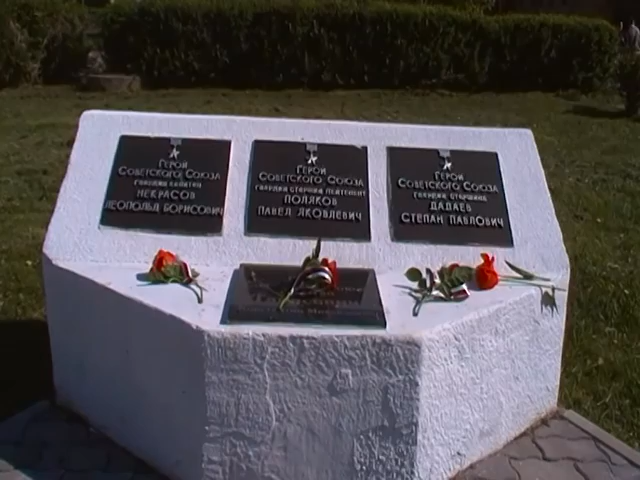 Герой
Советского Союза
гвардии капитан
Некрасов
Леопольд Борисович
Герой
Советского Союза
гвардии старший лейтенант
Поляков
Павел Яковлевич
Герой
Советского Союза
гвардии старшина
Дадаев
Степан Павлович